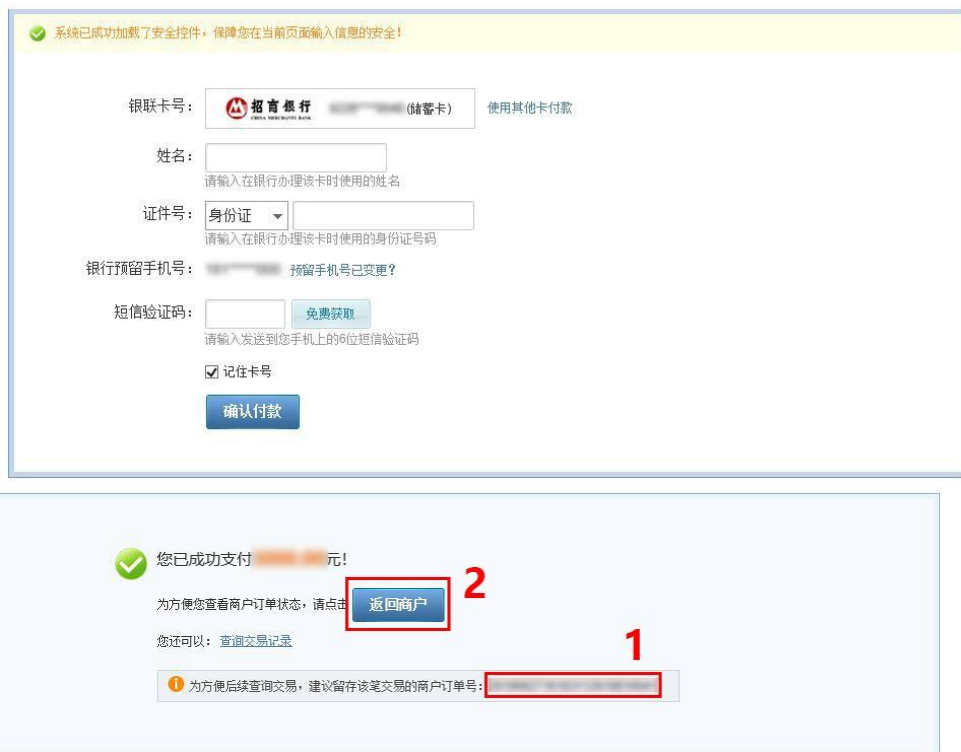 系统已成功加载了安全控件，保障您在当前页面输入信息的安全！
银联卡号： 招商银行 (储蓄卡) 使用其他卡付款
CHINA MERCHANTS BANK
姓名：
请输入在银行办理该卡时使用的姓名
证件号： 身份证
请输入在银行办理该卡时使用的身份证号码
银行预留手机号： 预留手机号已变更？
短信验证码： 免费获取
请输入发送到您手机上的6位短信验证码
记住卡号
确认付款
您已成功支付 元！
2
为方便您查看商户订单状态，请点击 返回商户
您还可以： 查询交易记录
1
为方便后续查询交易，建议留存该笔交易的商户订单号：